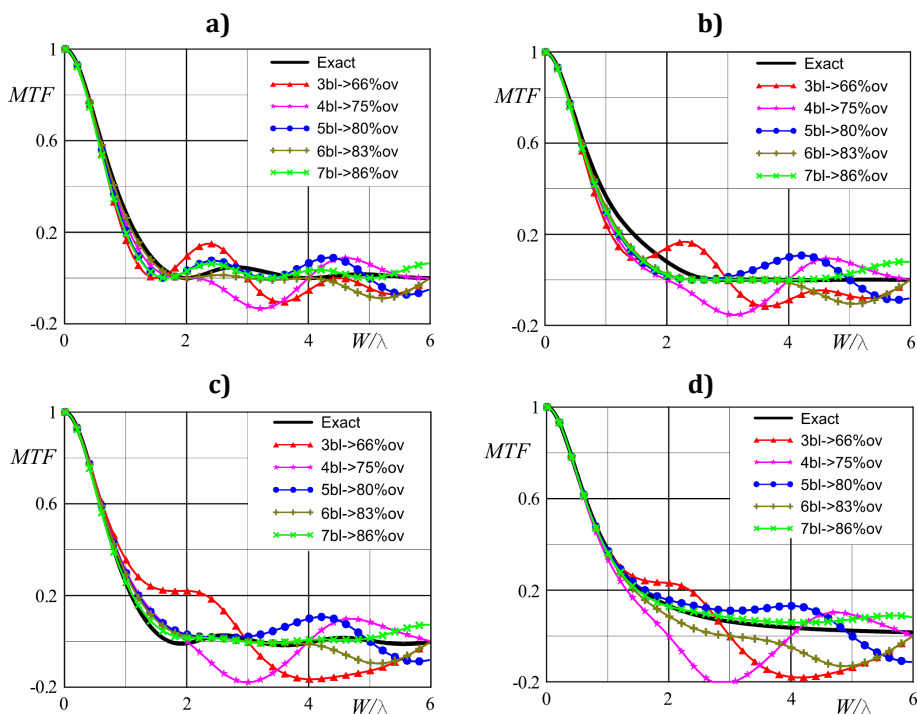 a)
1
MTF
0.6
0.2
-0.2
0
2
4
6
W/λ
Exact
3bl->66%ov
4bl->75%ov
5bl->80%ov
6bl->83%ov
7bl->86%ov
b)
1
MTF
0.6
0.2
-0.2
0
2
4
6
W/λ
Exact
3bl->66%ov
4bl->75%ov
5bl->80%ov
6bl->83%ov
7bl->86%ov
c)
1
MTF
0.6
0.2
-0.2
0
2
4
6
W/λ
Exact
3bl->66%ov
4bl->75%ov
5bl->80%ov
6bl->83%ov
7bl->86%ov
d)
1
MTF
0.6
0.2
-0.2
0
2
4
6
W/λ
Exact
3bl->66%ov
4bl->75%ov
5bl->80%ov
6bl->83%ov
7bl->86%ov